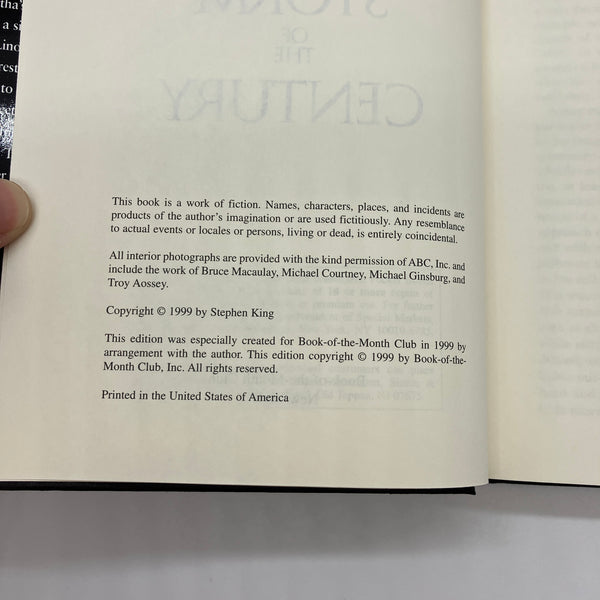 STORM
OF
THE
CENTURY
This book is a work of fiction. Names, characters, places, and incidents are
products of the author's imagination or are used fictitiously. Any resemblance
to actual events or locales or persons, living or dead, is entirely coincidental.
All interior photographs are provided with the kind permission of ABC, Inc. and
include the work of Bruce Macaulay, Michael Courtney, Michael Ginsburg, and
Troy Aossey.
Copyright © 1999 by Stephen King
This edition was especially created for Book-of-the-Month Club in 1999 by
arrangement with the author. This edition copyright © 1999 by Book-of-the-
Month Club, Inc. All rights reserved.
Printed in the United States of America